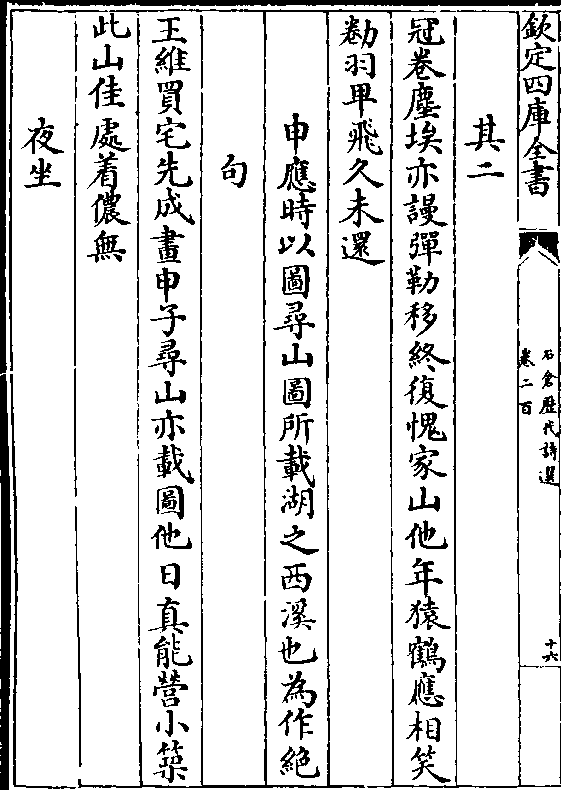 欽定四庫全書
石倉歷代詩選
卷二百
十六
其二
冠卷塵埃亦謾彈勒移終復愧家山他年猿鶴應相笑
勌羽甲飛久未還
申應時以圖尋山圖所載湖之西溪也為作絶
句
王維買宅先成畫申子尋山亦載圖他日真能營小築
此山佳處着儂無
夜坐